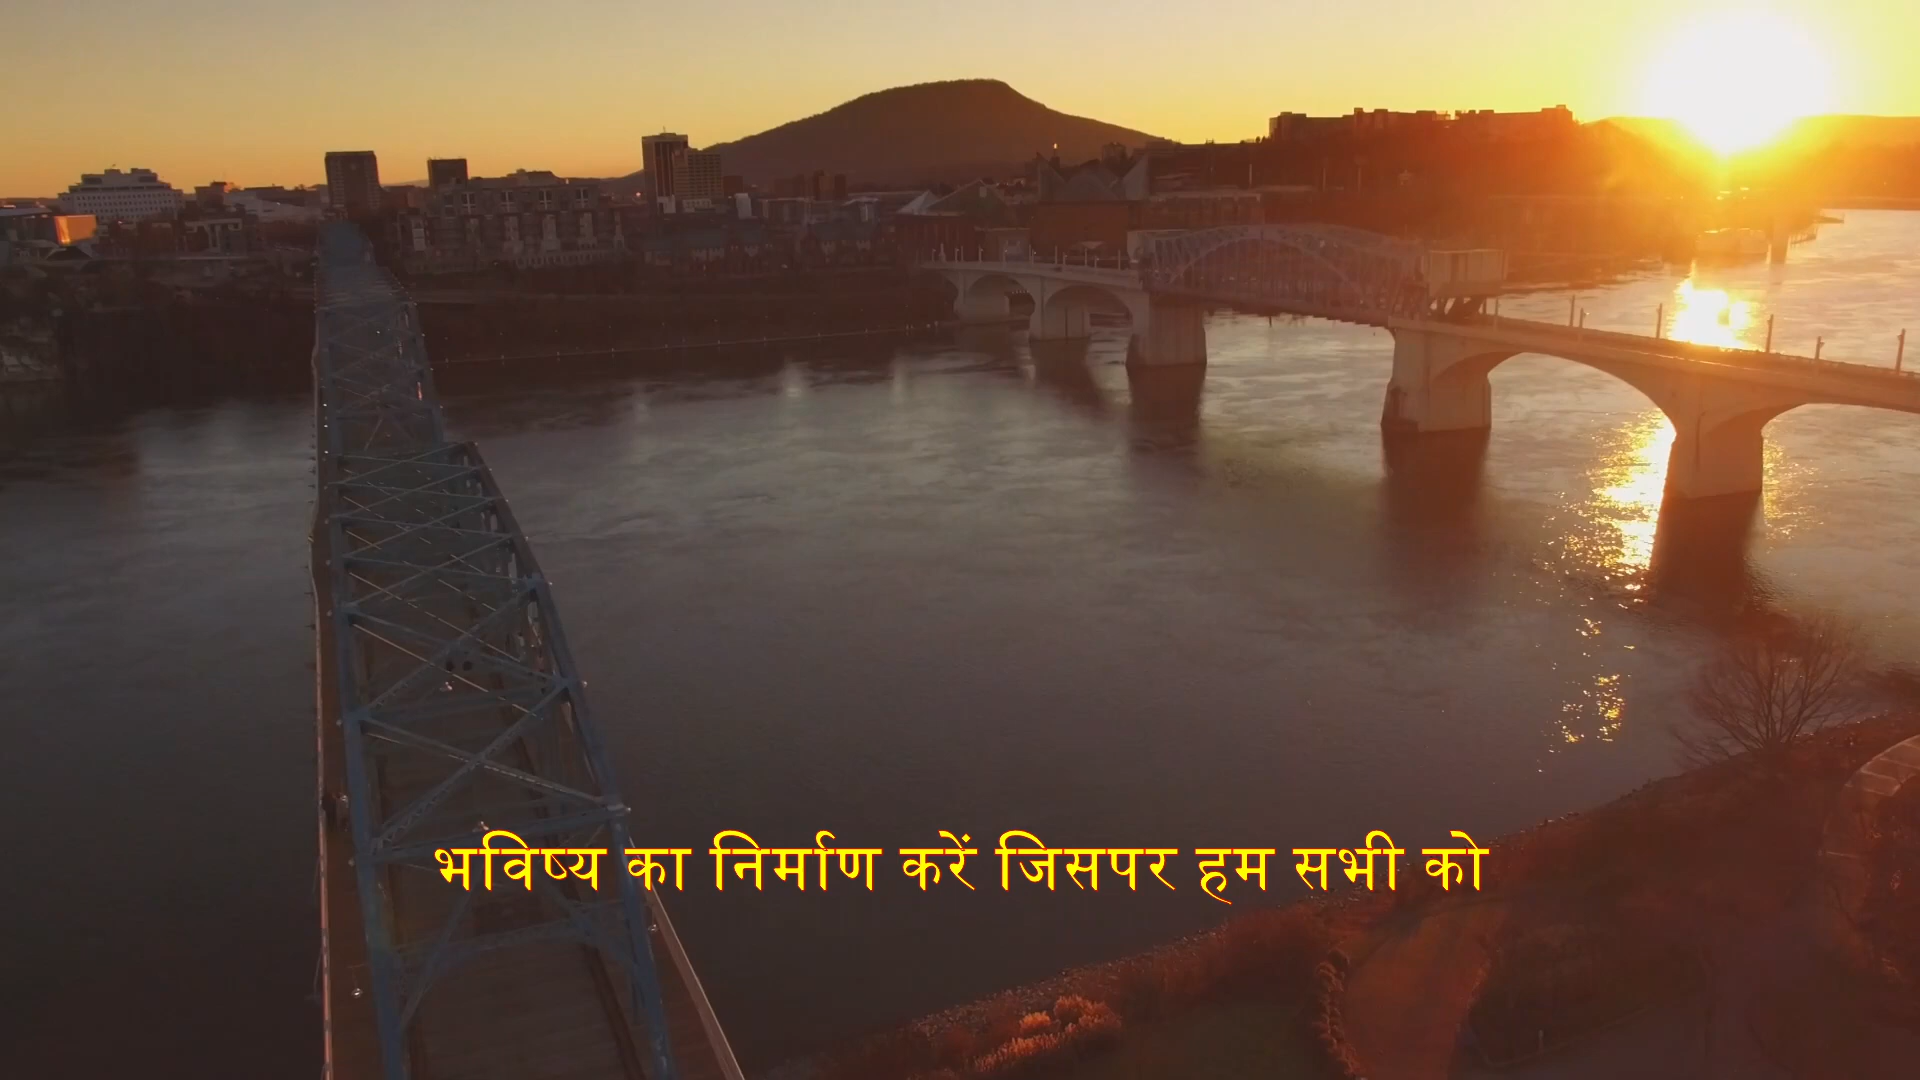 भविष्य का निर्माण करें जिसपर हम सभी को